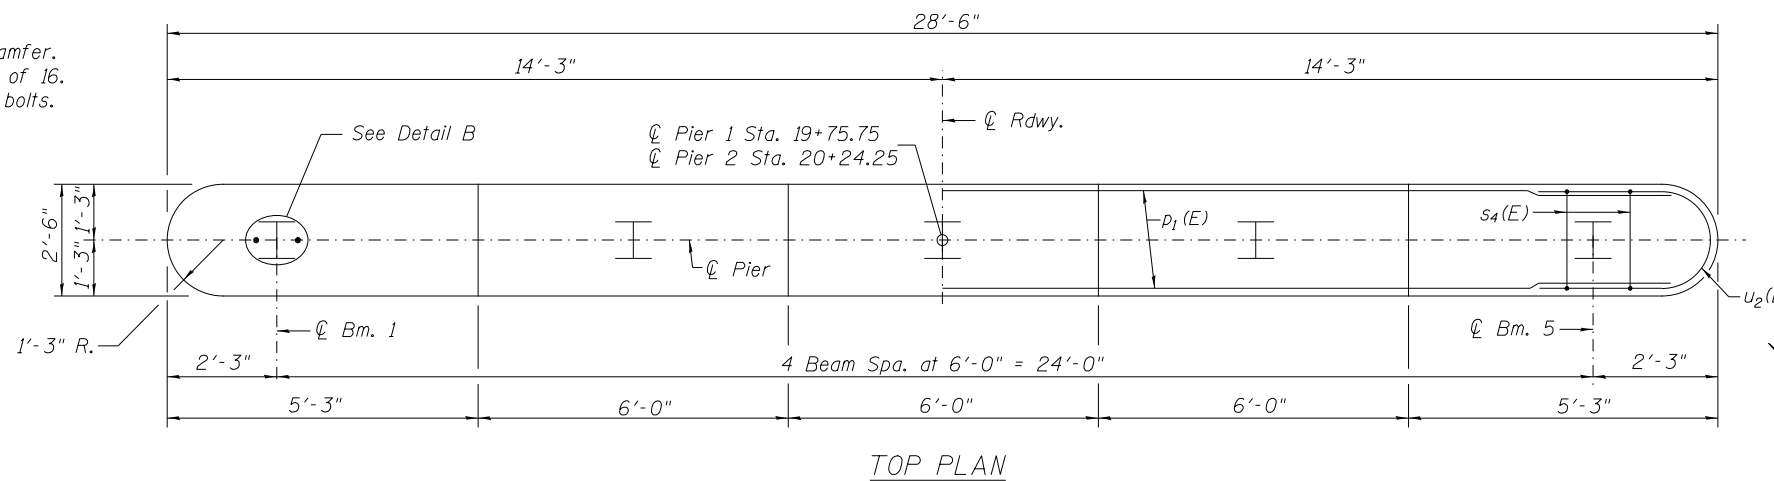 28'-6"
14'-3"
14'-3"
of 16.
bolts.
See Detail B
℄ Pier 1 Sta. 19+75.75
℄ Pier 2 Sta. 20+24.25
℄ Rdwy.
2'-6"
1'-3"
1'-3"
p1(E)
s4(E)
℄ Pier
1'-3" R.
℄ Bm. 1
℄ Bm. 5
2'-3"
4 Beam Spa. at 6'-0" = 24'-0"
2'-3"
5'-3"
6'-0"
6'-0"
6'-0"
5'-3"
TOP PLAN